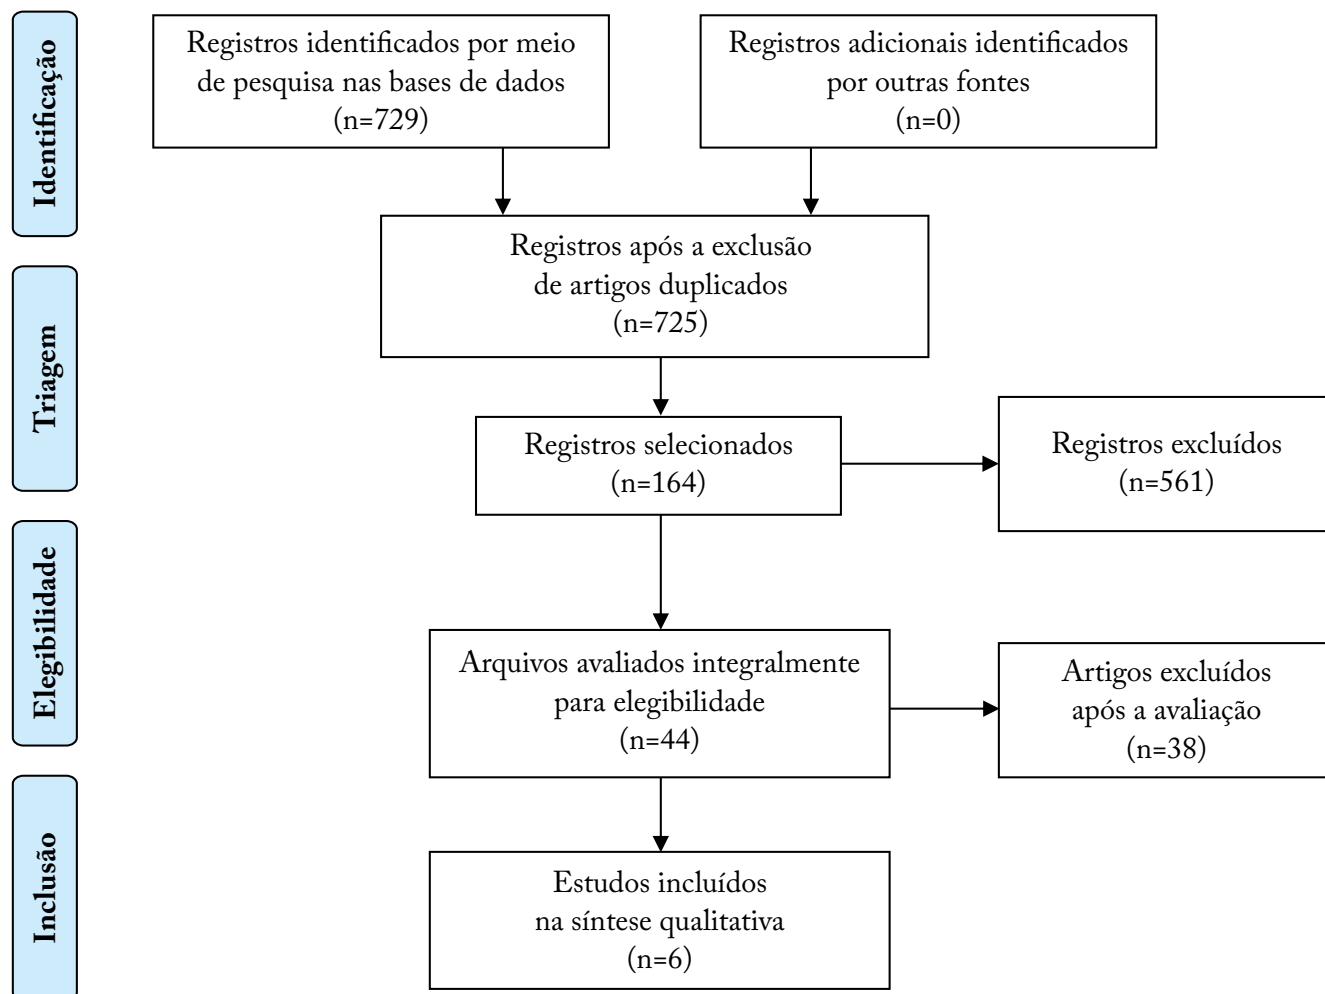 Identificação
Registros identificados por meio
de pesquisa nas bases de dados
(n=729)
Registros adicionais identificados
por outras fontes
(n=0)
Registros após a exclusão
de artigos duplicados
(n=725)
Triagem
Registros selecionados
(n=164)
Registros excluídos
(n=561)
Elegibilidade
Arquivos avaliados integralmente
para elegibilidade
(n=44)
Artigos excluídos
após a avaliação
(n=38)
Inclusão
Estudos incluídos
na síntese qualitativa
(n=6)